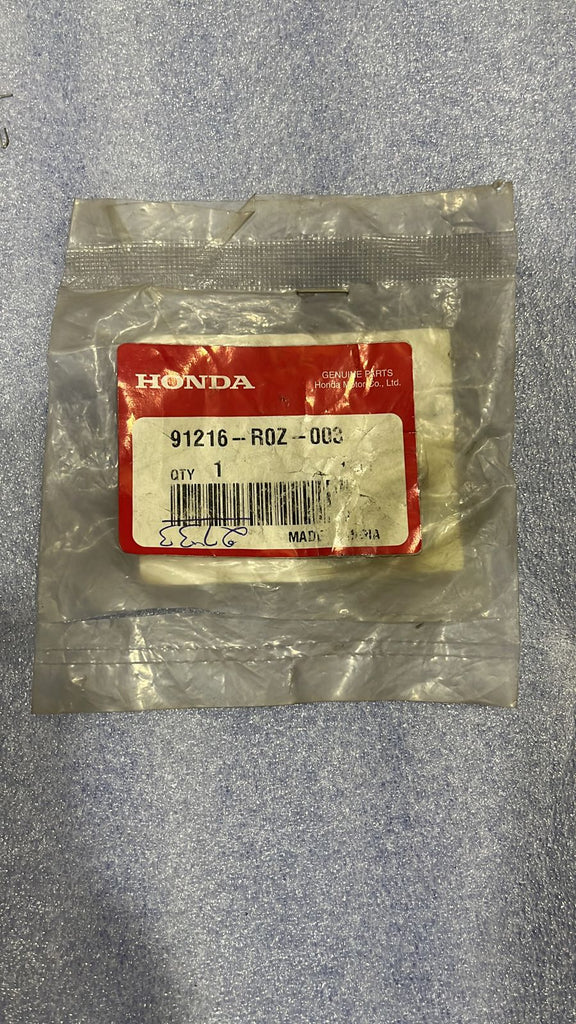 HONDA
GENUINE PARTS
Honda Motor Co., Ltd.
91216-R0Z-003
QTY 1
MADE